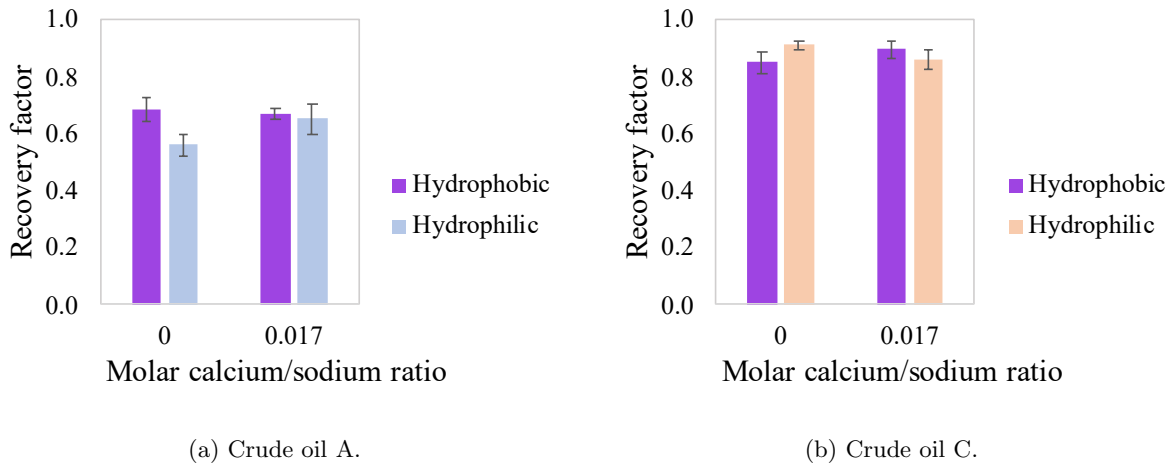 1.0
0.8
0.6
0.4
0.2
0.0
Recovery factor
0 0.017
Molar calcium/sodium ratio
Hydrophobic
Hydrophilic
(a) Crude oil A.
1.0
0.8
0.6
0.4
0.2
0.0
Recovery factor
0 0.017
Molar calcium/sodium ratio
Hydrophobic
Hydrophilic
(b) Crude oil C.